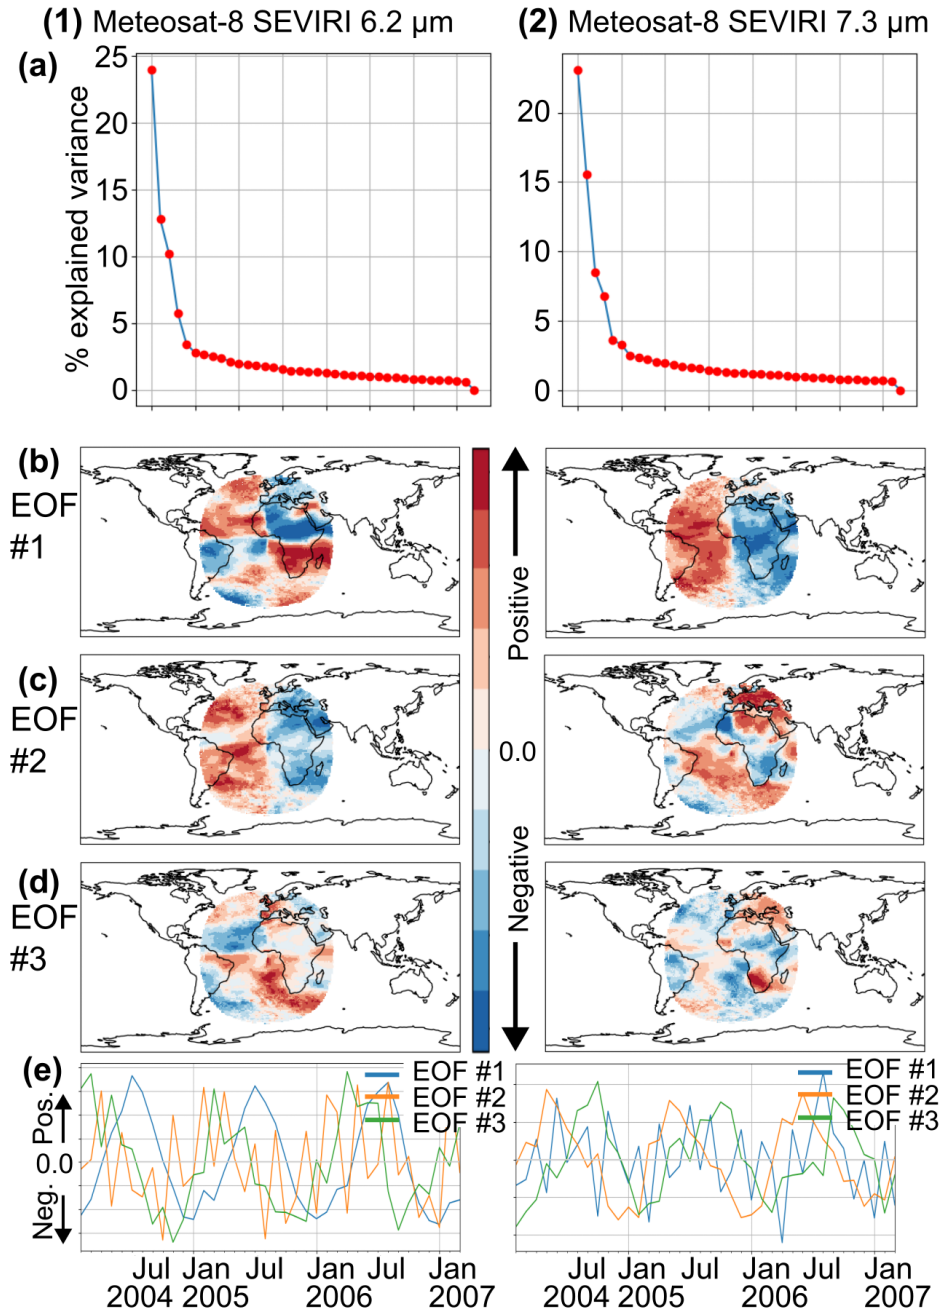 (1) Meteosat-8 SEVIRI 6.2 µm
(2) Meteosat-8 SEVIRI 7.3 µm
(a)
% explained variance
25
20
15
10
5
0
20
15
10
5
0
(b)
EOF
#1
(c)
EOF
#2
(d)
EOF
#3
Positive
0.0
Negative
(e)
Pos.
0.0
Neg.
EOF #1
EOF #2
EOF #3
EOF #1
EOF #2
EOF #3
Jul Jan Jul Jan Jul Jan
2004 2005 2006 2007
Jul Jan Jul Jan Jul Jan
2004 2005 2006 2007